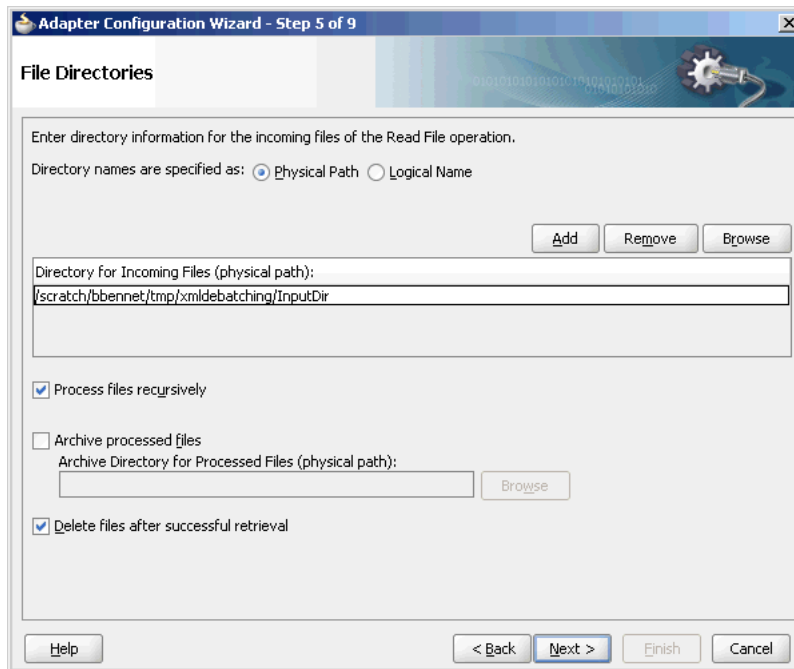 Adapter Configuration Wizard - Step 5 of 9
File Directories
01010101010101010101010101
01010101010
Enter directory information for the incoming files of the Read File operation.
Directory names are specified as: Physical Path Logical Name
Add Remove Browse
Directory for Incoming Files (physical path):
/scratch/bbennet/tmp/xmldebatching/InputDir
Process files recursively
Archive processed files
Archive Directory for Processed Files (physical path):
Browse
Delete files after successful retrieval
Help < Back Next > Finish Cancel